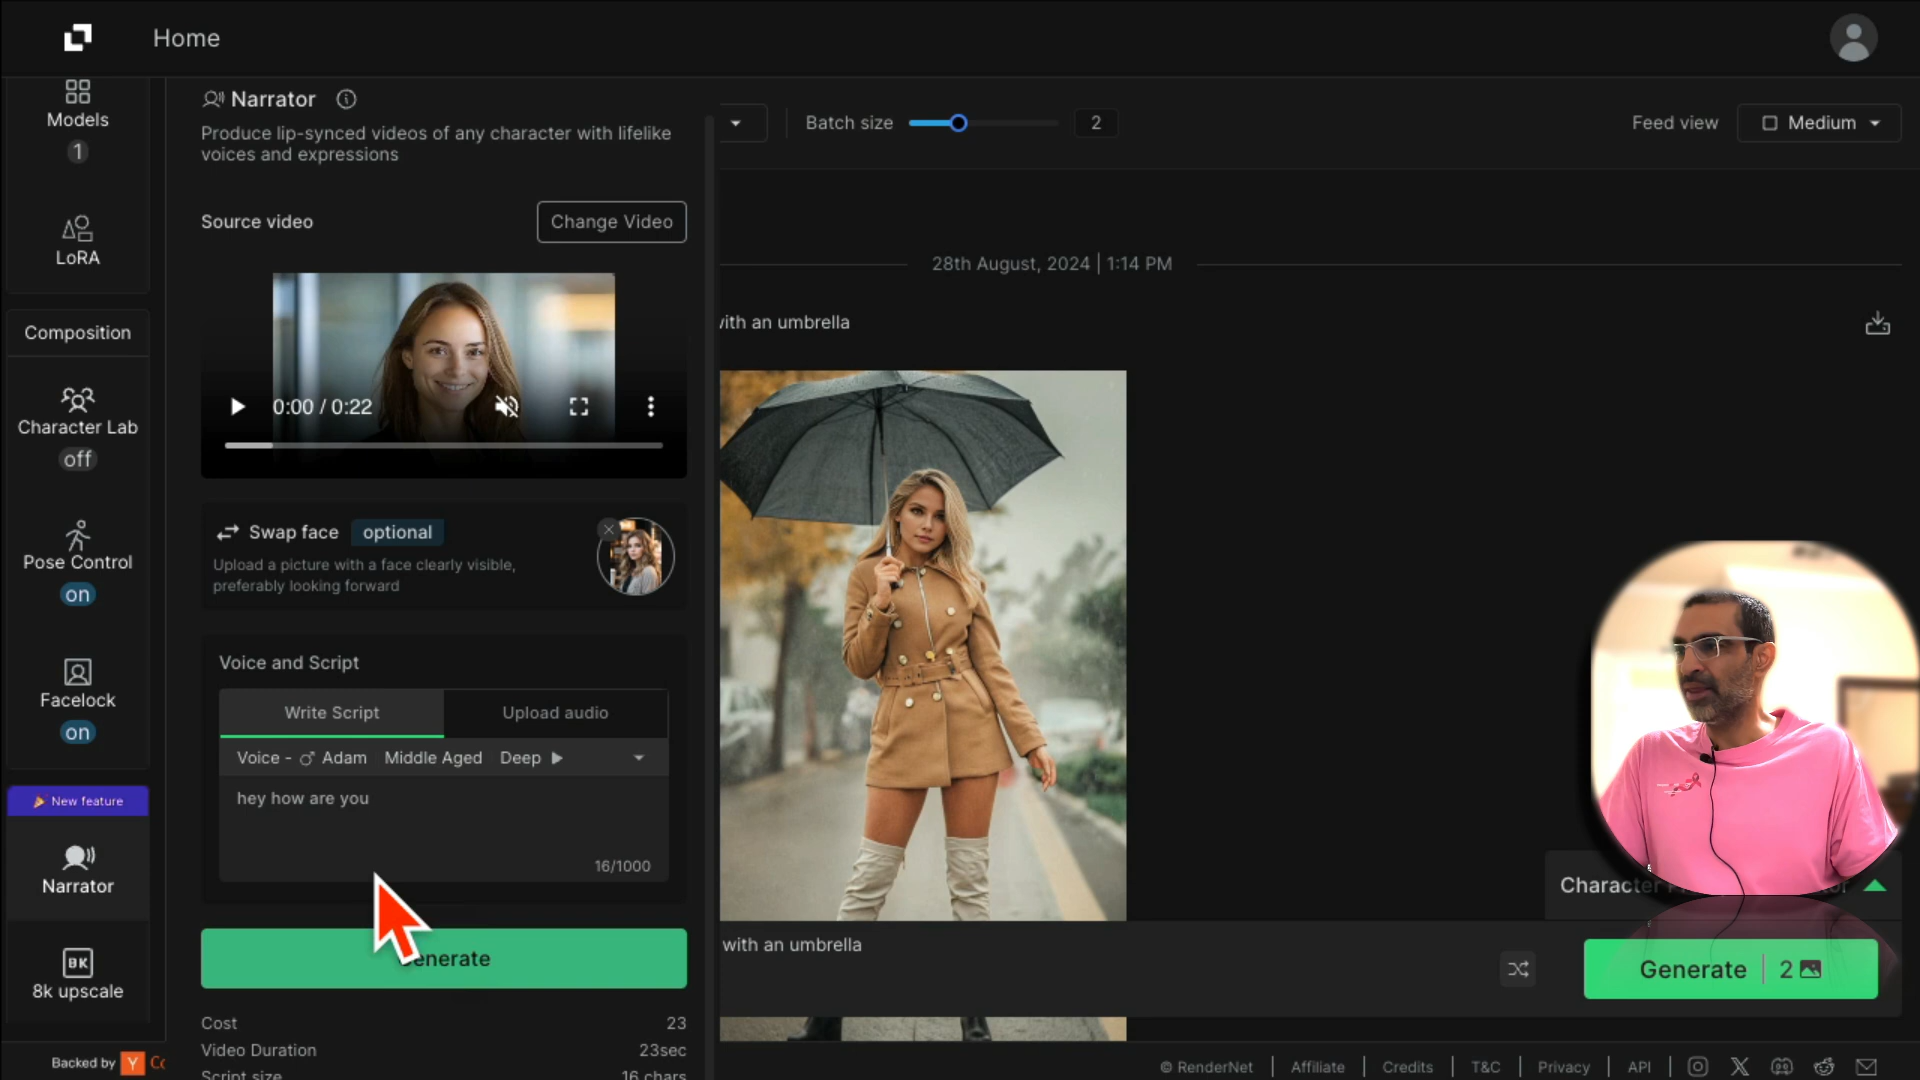 Home
Models
1
LoRA
Composition
Character Lab
off
Pose Control
on
Facelock
on
New feature
Narrator
8K
8k upscale
Backed by Y
Narrator
Produce lip-synced videos of any character with lifelike
voices and expressions
Source video
Change Video
0:00 / 0:22
Swap face optional
Upload a picture with a face clearly visible,
preferably looking forward
Voice and Script
Write Script
Upload audio
Voice - ♂ Adam Middle Aged Deep
hey how are you
16/1000
Generate
Cost 23
Video Duration 23sec
Script size 16 chars
Batch size 2
Feed view Medium
28th August, 2024 | 1:14 PM
with an umbrella
with an umbrella
Character
Generate | 2
© RenderNet | Affiliate | Credits | T&C | Privacy | API |